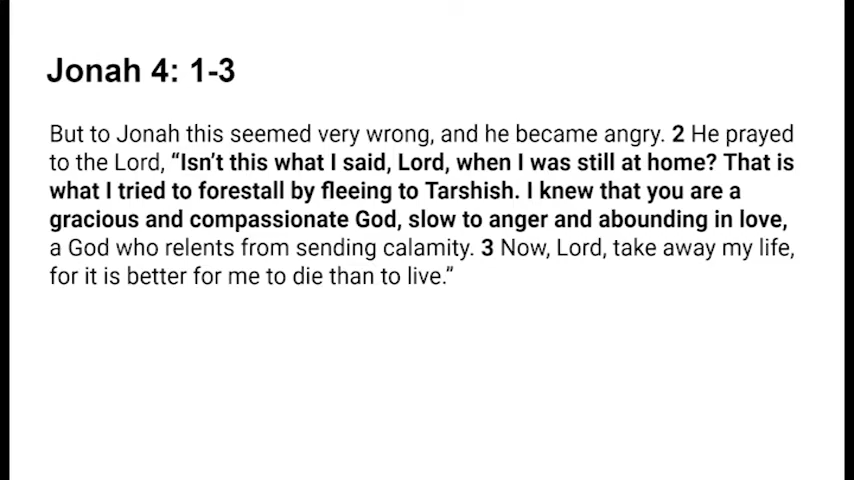 Jonah 4: 1-3
But to Jonah this seemed very wrong, and he became angry. 2 He prayed
to the Lord, “Isn’t this what I said, Lord, when I was still at home? That is
what I tried to forestall by fleeing to Tarshish. I knew that you are a
gracious and compassionate God, slow to anger and abounding in love,
a God who relents from sending calamity. 3 Now, Lord, take away my life,
for it is better for me to die than to live.”